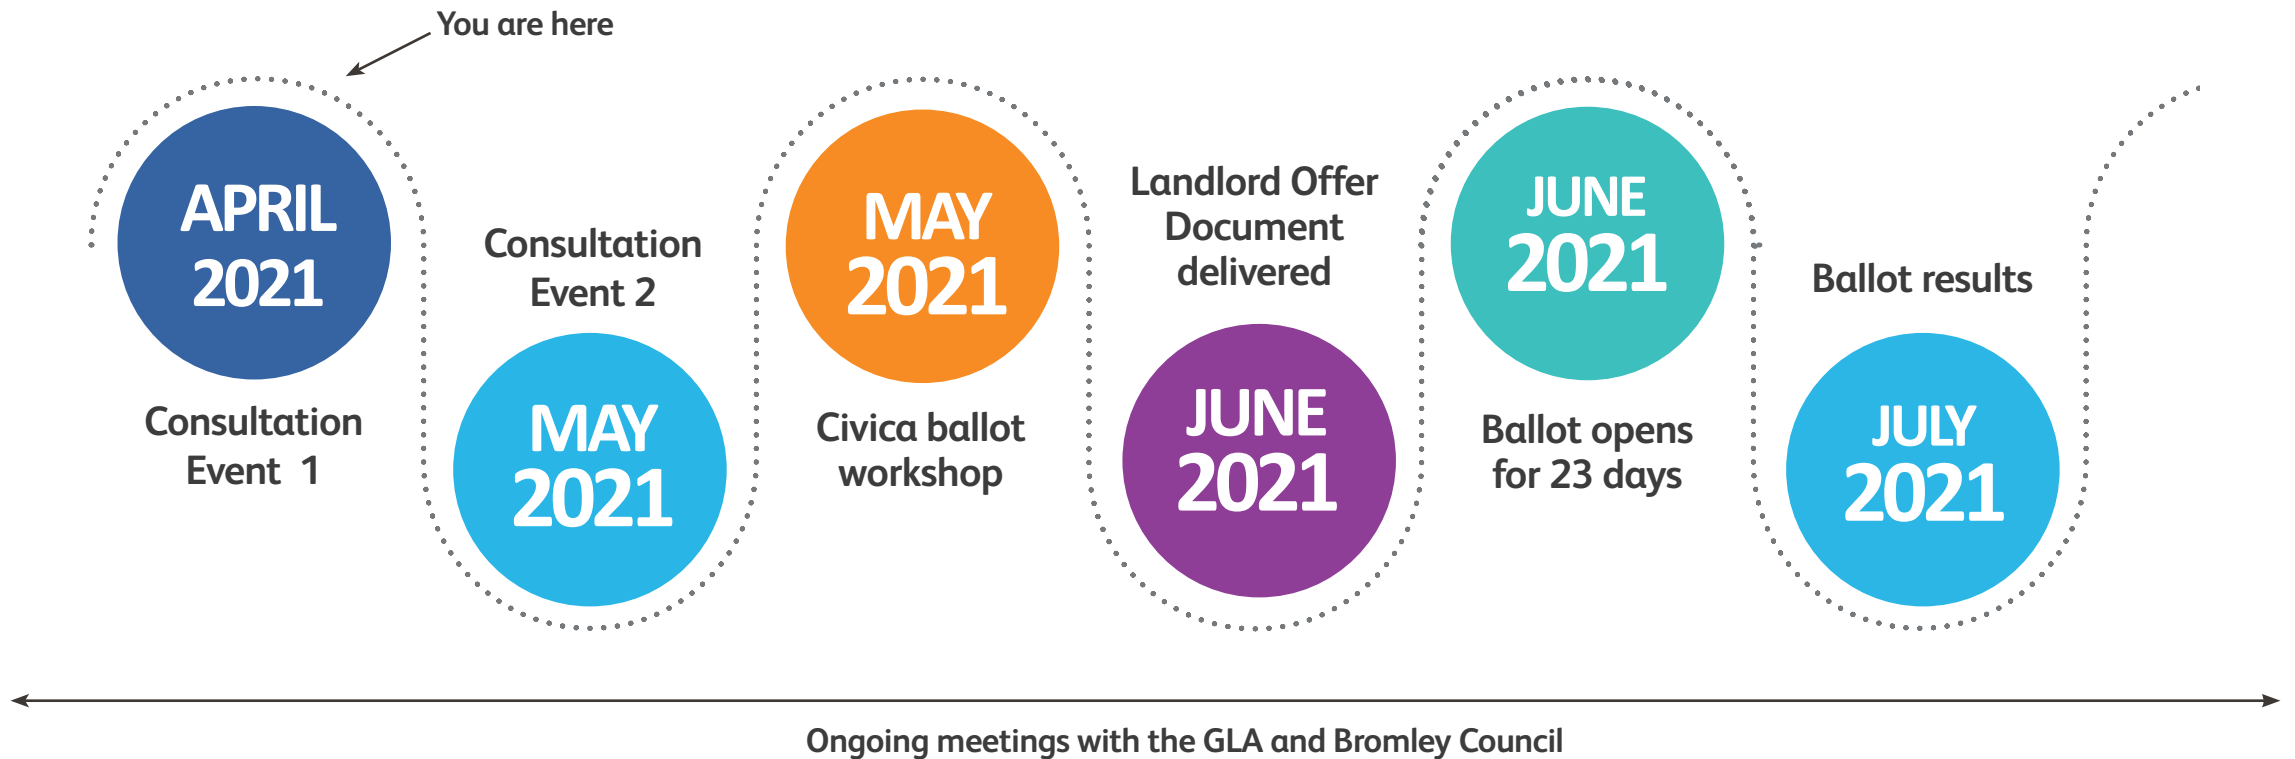 You are here
APRIL
2021
Consultation
Event 1
Consultation
Event 2
MAY
2021
MAY
2021
Civica ballot
workshop
Landlord Offer
Document
delivered
JUNE
2021
JUNE
2021
Ballot opens
for 23 days
Ballot results
JULY
2021
Ongoing meetings with the GLA and Bromley Council